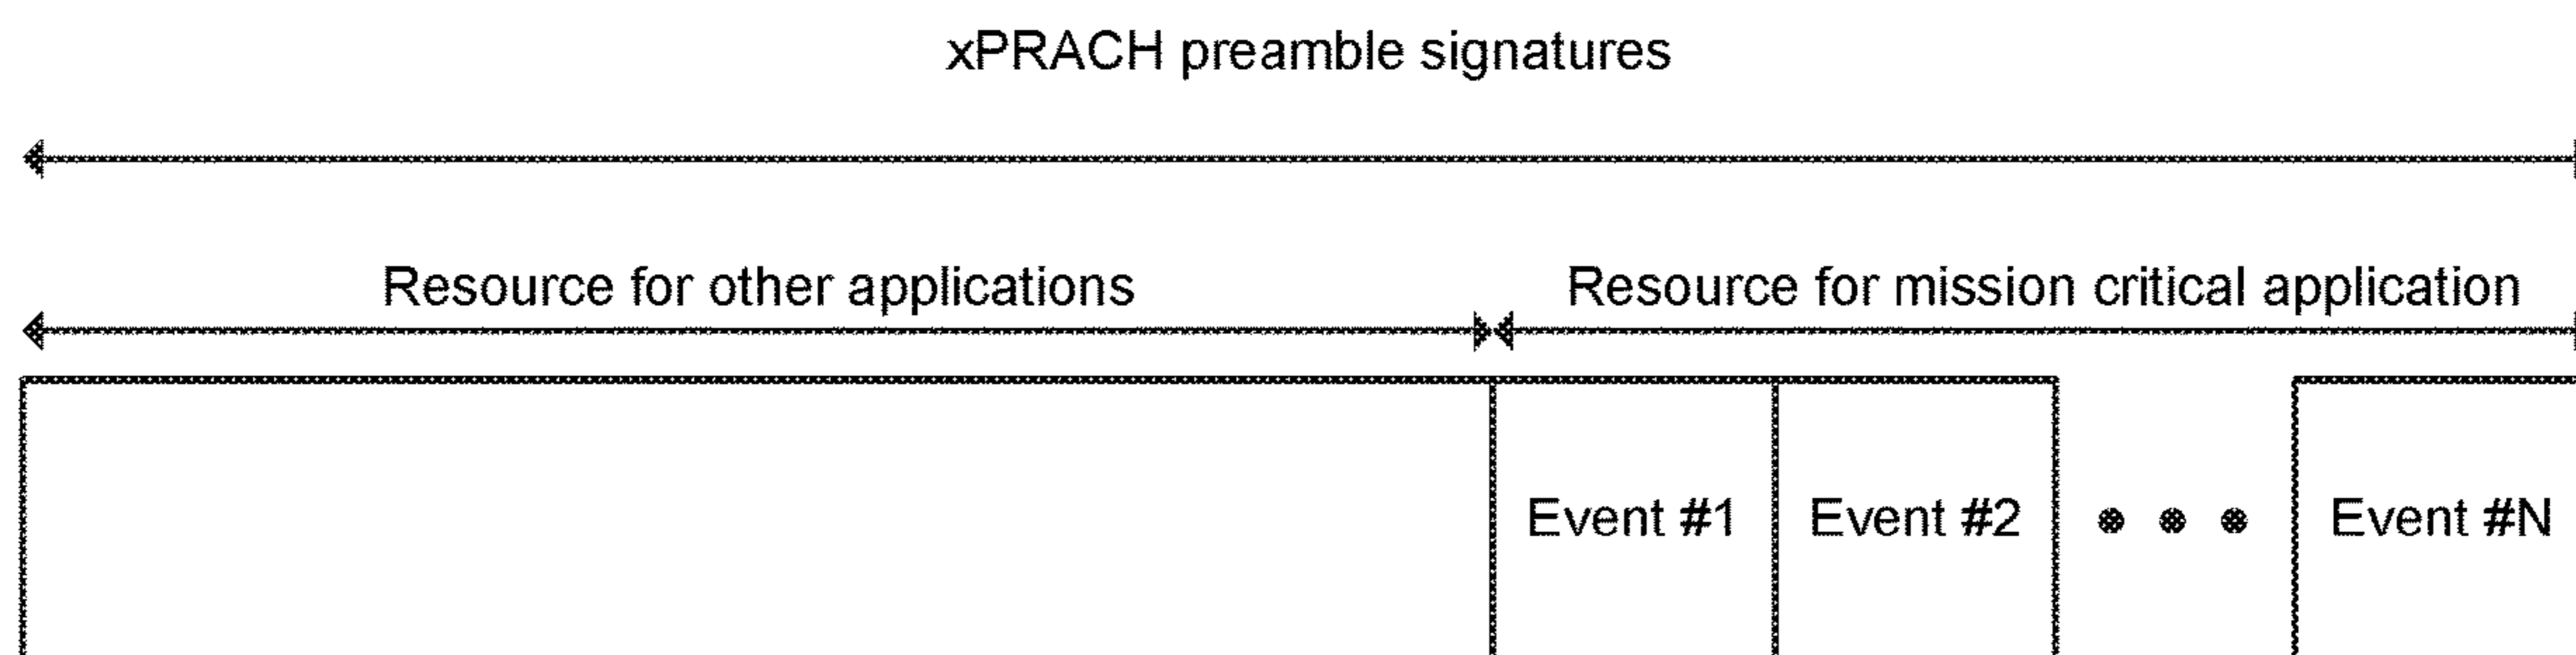 xPRACH preamble signatures
Resource for other applications
Resource for mission critical application
Event #1
Event #2
Event #N